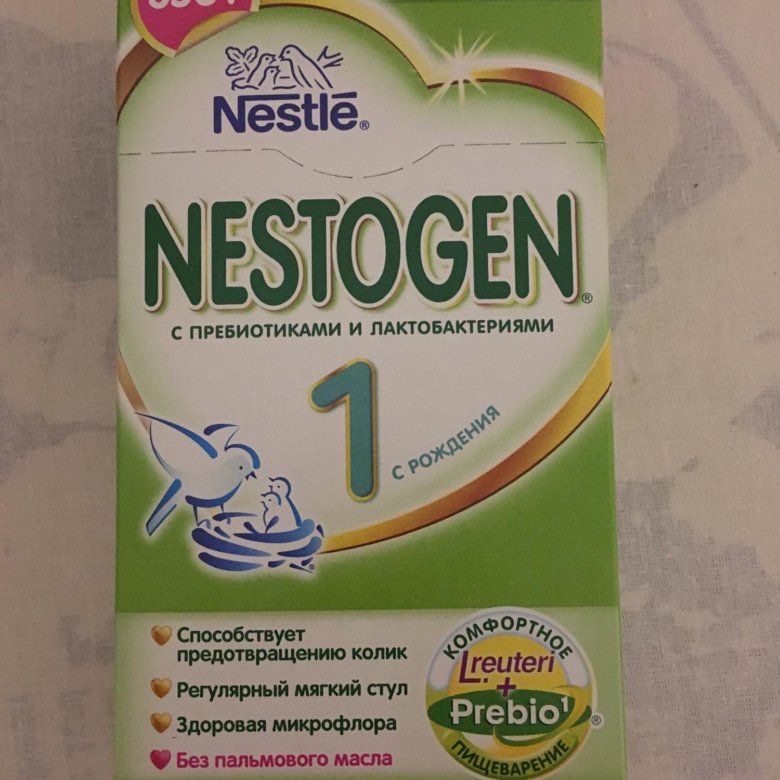 Nestlé®
NESTOGEN®
С ПРЕБИОТИКАМИ И ЛАКТОБАКТЕРИЯМИ
1
С РОЖДЕНИЯ
Способствует
предотвращению колик
Регулярный мягкий стул
Здоровая микрофлора
Без пальмового масла
КОМФОРТНОЕ
L.reuteri
+
Prebio1®
ПИЩЕВАРЕНИЕ